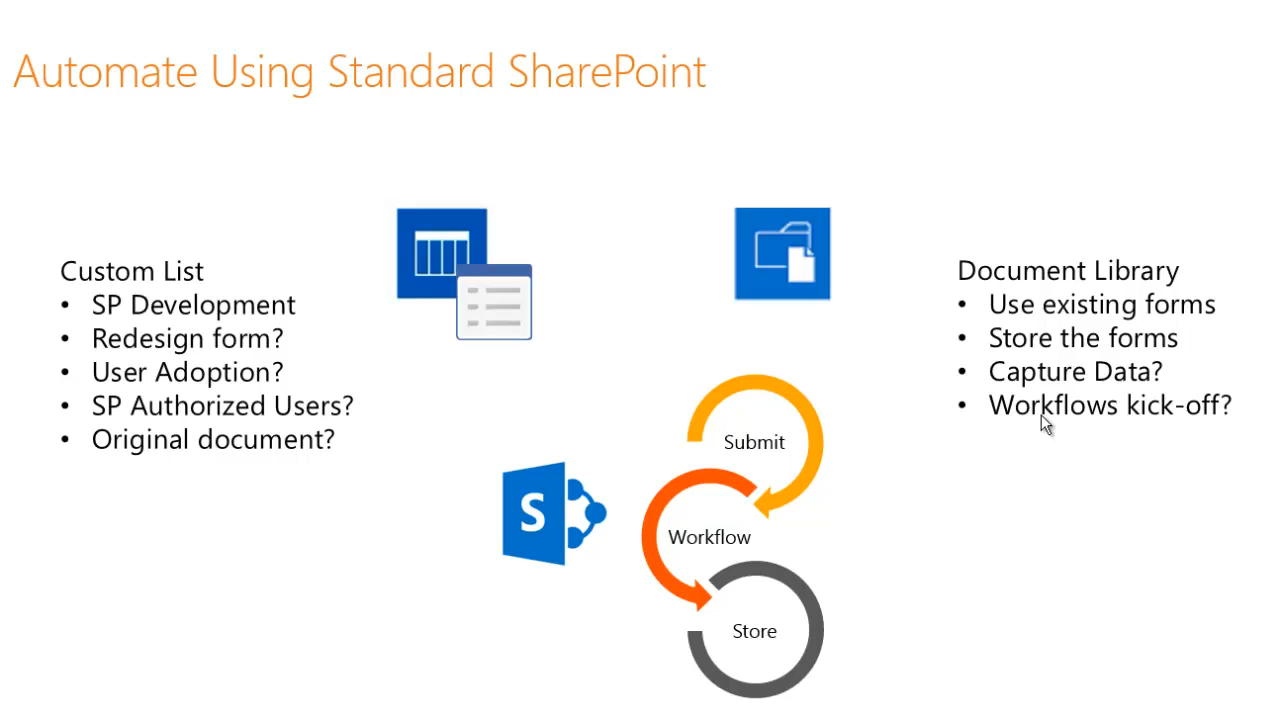 Automate Using Standard SharePoint
Custom List
• SP Development
• Redesign form?
• User Adoption?
• SP Authorized Users?
• Original document?
Document Library
• Use existing forms
• Store the forms
• Capture Data?
• Workflows kick-off?
Submit
S
Workflow
Store